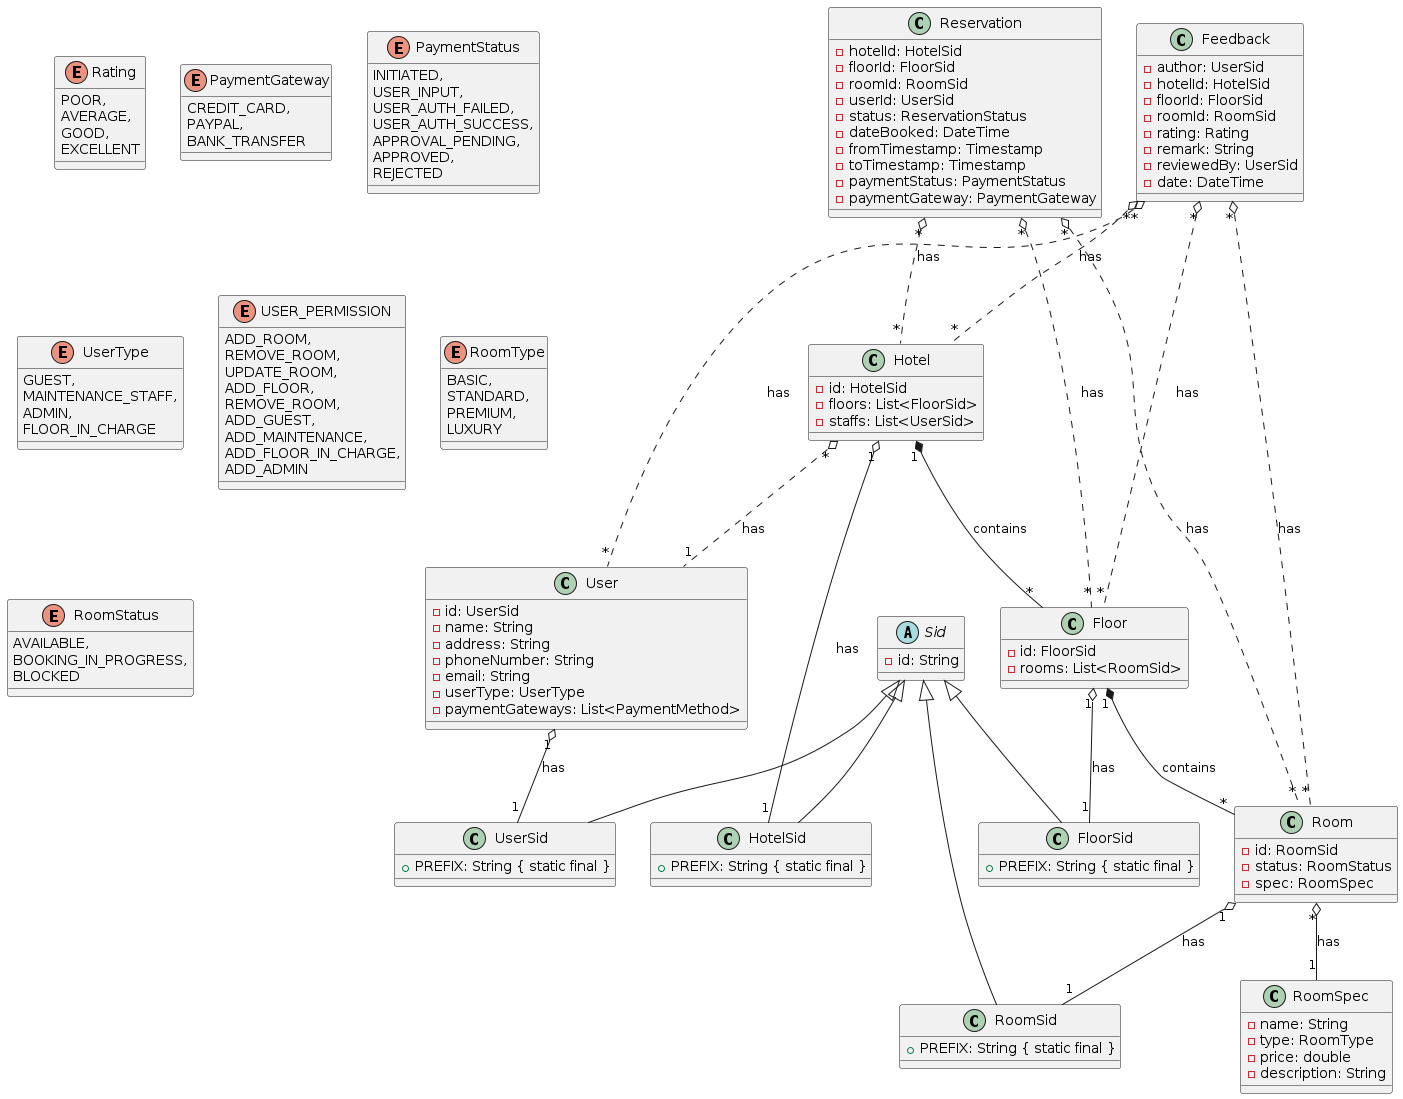 E Rating
POOR,
AVERAGE,
GOOD,
EXCELLENT
E PaymentGateway
CREDIT_CARD,
PAYPAL,
BANK_TRANSFER
E PaymentStatus
INITIATED,
USER_INPUT,
USER_AUTH_FAILED,
USER_AUTH_SUCCESS,
APPROVAL_PENDING,
APPROVED,
REJECTED
C Reservation
hotelId: HotelSid
floorId: FloorSid
roomId: RoomSid
userId: UserSid
status: ReservationStatus
dateBooked: DateTime
fromTimestamp: Timestamp
toTimestamp: Timestamp
paymentStatus: PaymentStatus
paymentGateway: PaymentGateway
C Feedback
author: UserSid
hotelId: HotelSid
floorId: FloorSid
roomId: RoomSid
rating: Rating
remark: String
reviewedBy: UserSid
date: DateTime
* * * * * * *
has has
* *
E UserType
GUEST,
MAINTENANCE_STAFF,
ADMIN,
FLOOR_IN_CHARGE
E USER_PERMISSION
ADD_ROOM,
REMOVE_ROOM,
UPDATE_ROOM,
ADD_FLOOR,
REMOVE_ROOM,
ADD_GUEST,
ADD_MAINTENANCE,
ADD_FLOOR_IN_CHARGE,
ADD_ADMIN
E RoomType
BASIC,
STANDARD,
PREMIUM,
LUXURY
has
C Hotel
id: HotelSid
floors: List<FloorSid>
staffs: List<UserSid>
has has
* 1 1
has contains has has
* 1 * * *
E RoomStatus
AVAILABLE,
BOOKING_IN_PROGRESS,
BLOCKED
C User
id: UserSid
name: String
address: String
phoneNumber: String
email: String
userType: UserType
paymentGateways: List<PaymentMethod>
has
A Sid
id: String
C Floor
id: FloorSid
rooms: List<RoomSid>
1 1 1
has has contains
1 1 1 * * *
C UserSid
+ PREFIX: String { static final }
C HotelSid
+ PREFIX: String { static final }
C FloorSid
+ PREFIX: String { static final }
C Room
id: RoomSid
status: RoomStatus
spec: RoomSpec
1 *
has has
1 1
C RoomSid
+ PREFIX: String { static final }
C RoomSpec
name: String
type: RoomType
price: double
description: String